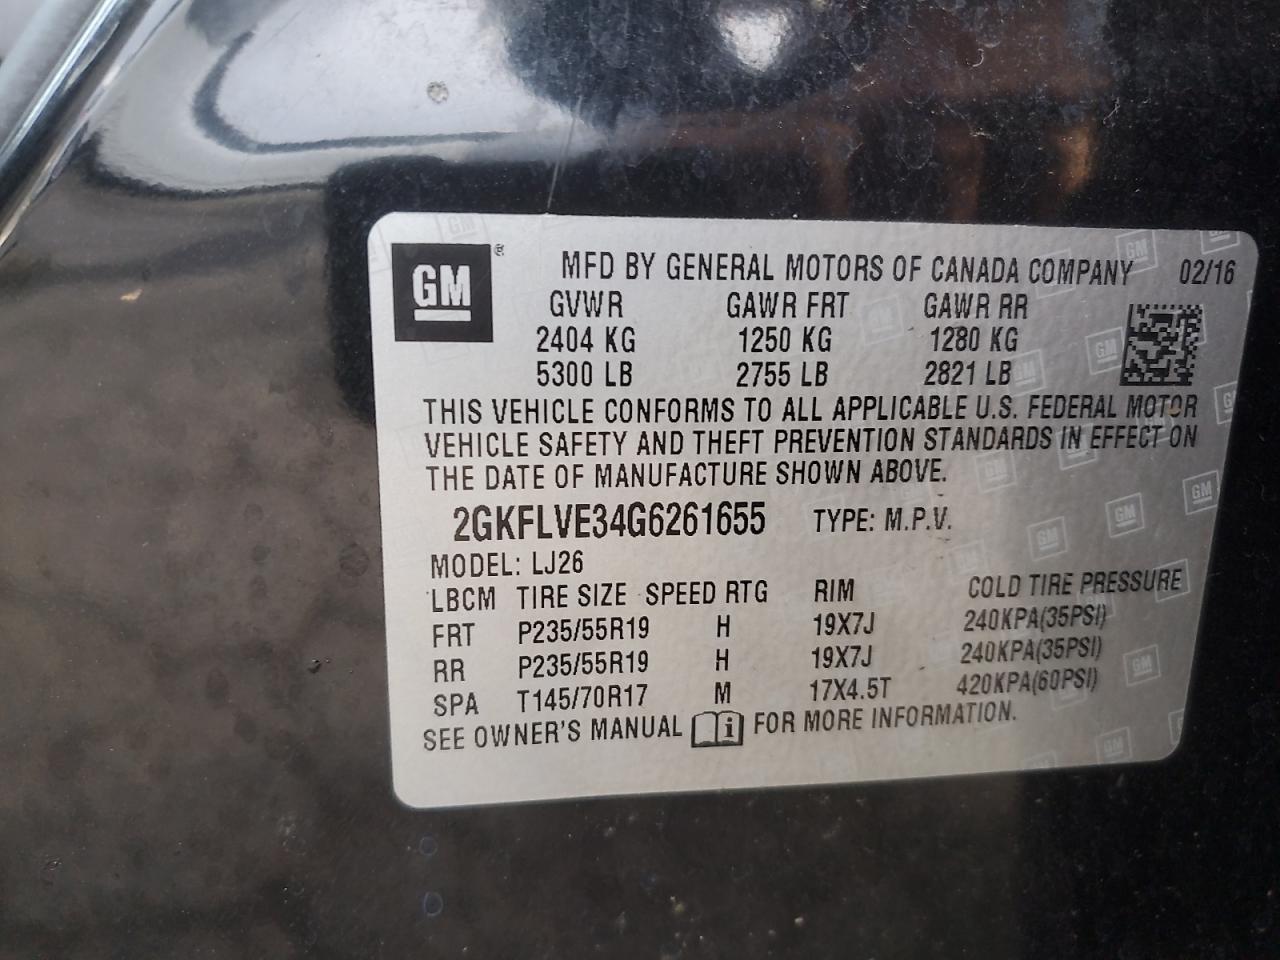 GM ®
MFD BY GENERAL MOTORS OF CANADA COMPANY 02/16
GVWR GAWR FRT GAWR RR
2404 KG 1250 KG 1280 KG
5300 LB 2755 LB 2821 LB
THIS VEHICLE CONFORMS TO ALL APPLICABLE U.S. FEDERAL MOTOR
VEHICLE SAFETY AND THEFT PREVENTION STANDARDS IN EFFECT ON
THE DATE OF MANUFACTURE SHOWN ABOVE.
2GKFLVE34G6261655 TYPE: M.P.V.
MODEL: LJ26
LBCM TIRE SIZE SPEED RTG RIM COLD TIRE PRESSURE
FRT P235/55R19 H 19X7J 240KPA(35PSI)
RR P235/55R19 H 19X7J 240KPA(35PSI)
SPA T145/70R17 M 17X4.5T 420KPA(60PSI)
SEE OWNER'S MANUAL i FOR MORE INFORMATION.